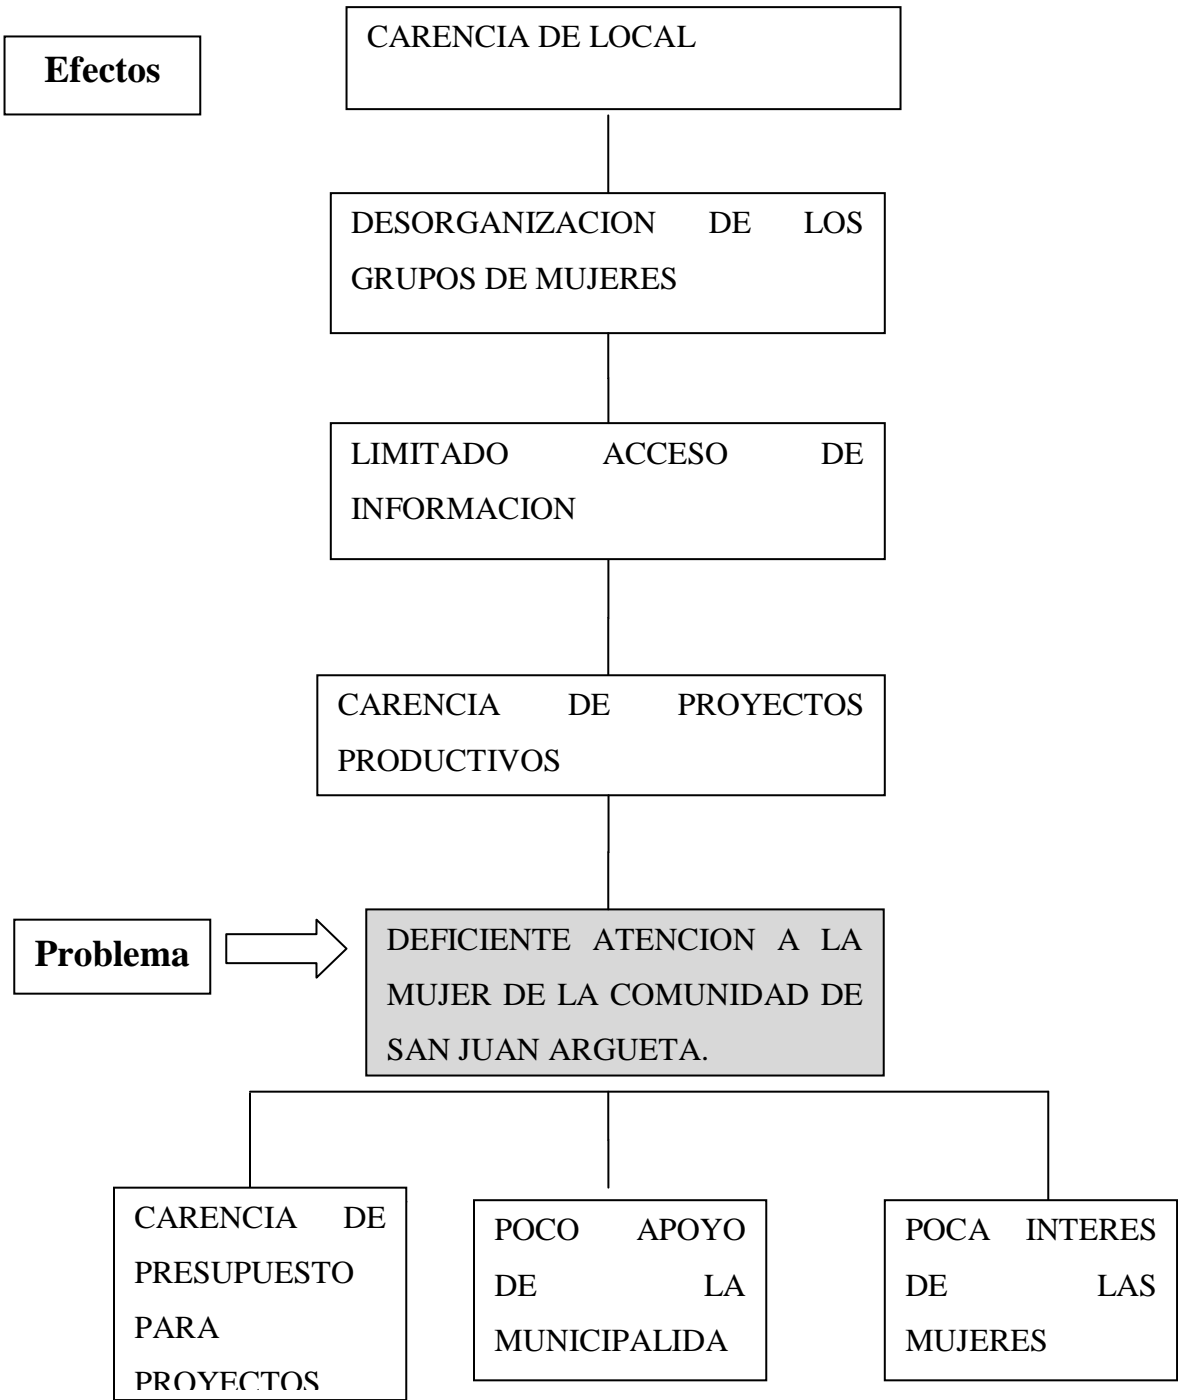 CARENCIA DE LOCAL
Efectos
DESORGANIZACION DE LOS
GRUPOS DE MUJERES
LIMITADO ACCESO DE
INFORMACION
CARENCIA DE PROYECTOS
PRODUCTIVOS
Problema
DEFICIENTE ATENCION A LA
MUJER DE LA COMUNIDAD DE
SAN JUAN ARGUETA.
CARENCIA DE
PRESUPUESTO
PARA
PROYECTOS
POCO APOYO
DE LA
MUNICIPALIDA
POCA INTERES
DE LAS
MUJERES